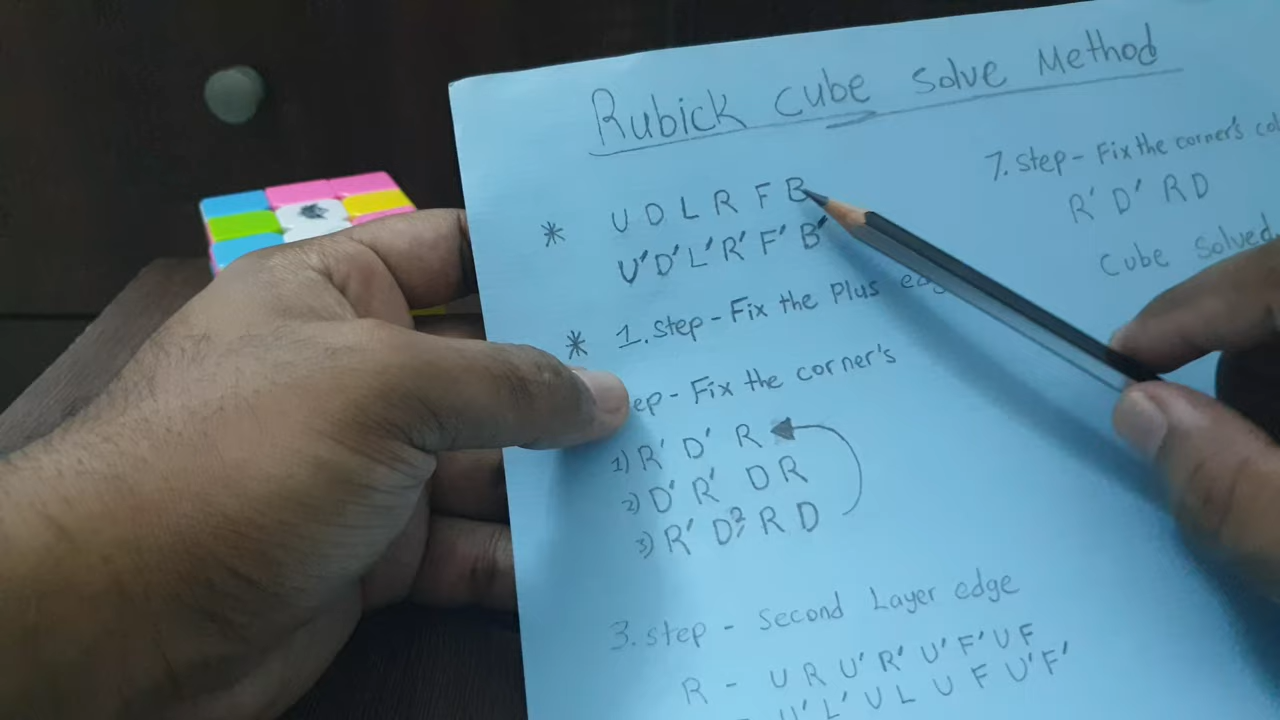 Rubick cube Solve Method
* U D L R F B
U' D' L' R' F' B'
* 1. Step - Fix the Plus
Fix the corner's
1) R' D' R
2) D' R' D R
3) R' D2 R D
3. step - Second Layer edge
R - U R U' R' U' F' U F
U' L' U L U F U' F'
7. Step - Fix the corner's
R' D' R D
Cube Solved